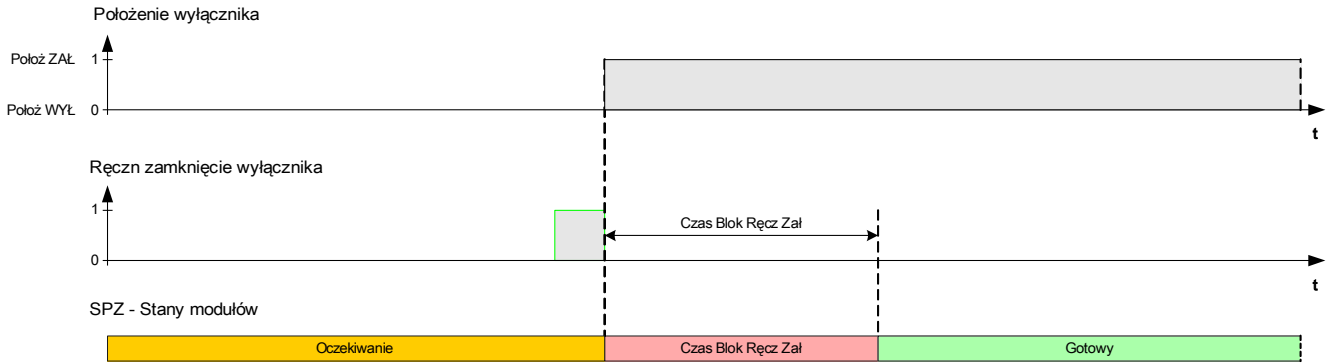 Położenie wyłącznika
Położ ZAŁ 1
Położ WYŁ 0
t
Ręczn zamknięcie wyłącznika
1
Czas Blok Ręcz Zał
0
t
SPZ - Stany modułów
Oczekiwanie Czas Blok Ręcz Zał Gotowy